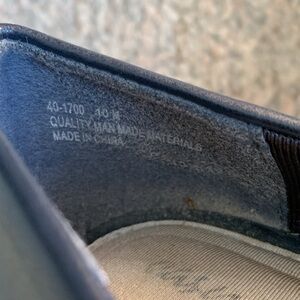 40-1700 10 M
QUALITY MAN MADE MATERIALS
MADE IN CHINA